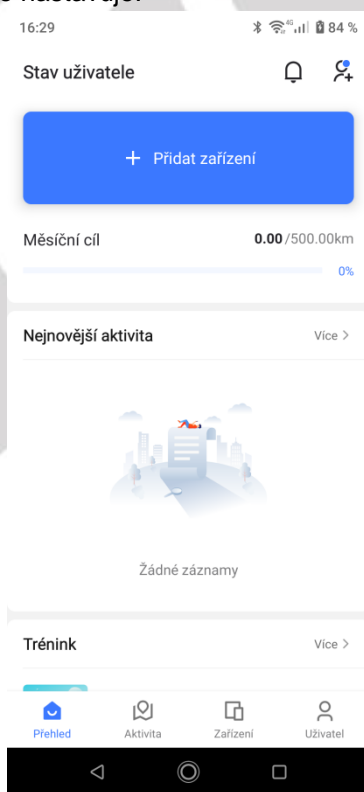 16:29
4G
84 %
Stav uživatele
+ Přidat zařízení
Měsíční cíl 0.00/500.00km
0%
Nejnovější aktivita Více >
Žádné záznamy
Trénink Více >
Přehled Aktivita Zařízení Uživatel